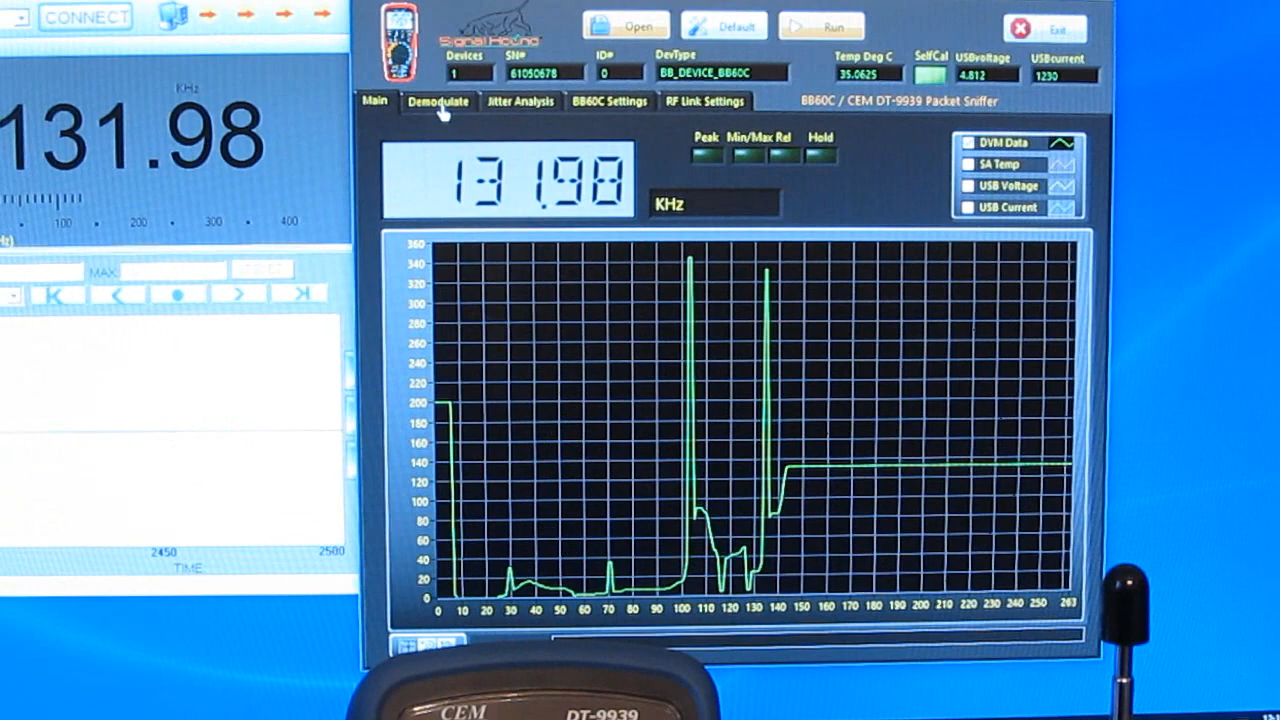 CONNECT
KHz
131.98
100 200 300 400
Hz)
MAX:
2450 2500
TIME:
Signal Hound
Open
Default
Run
Exit
Devices SN# ID# DevType Temp Deg C SelfCal USBvoltage USBcurrent
1 61050678 0 BB_DEVICE_BB60C 35.0625 4.812 1230
Main Demodulate Jitter Analysis BB60C Settings RF Link Settings
BB60C / CEM DT-9939 Packet Sniffer
131.98
KHz
Peak Min/Max Rel Hold
DVM Data
SA Temp
USB Voltage
USB Current
360
340
320
300
280
260
240
220
200
180
160
140
120
100
80
60
40
20
0
0 10 20 30 40 50 60 70 80 90 100 110 120 130 140 150 160 170 180 190 200 210 220 230 240 250 263
CEM DT-9939